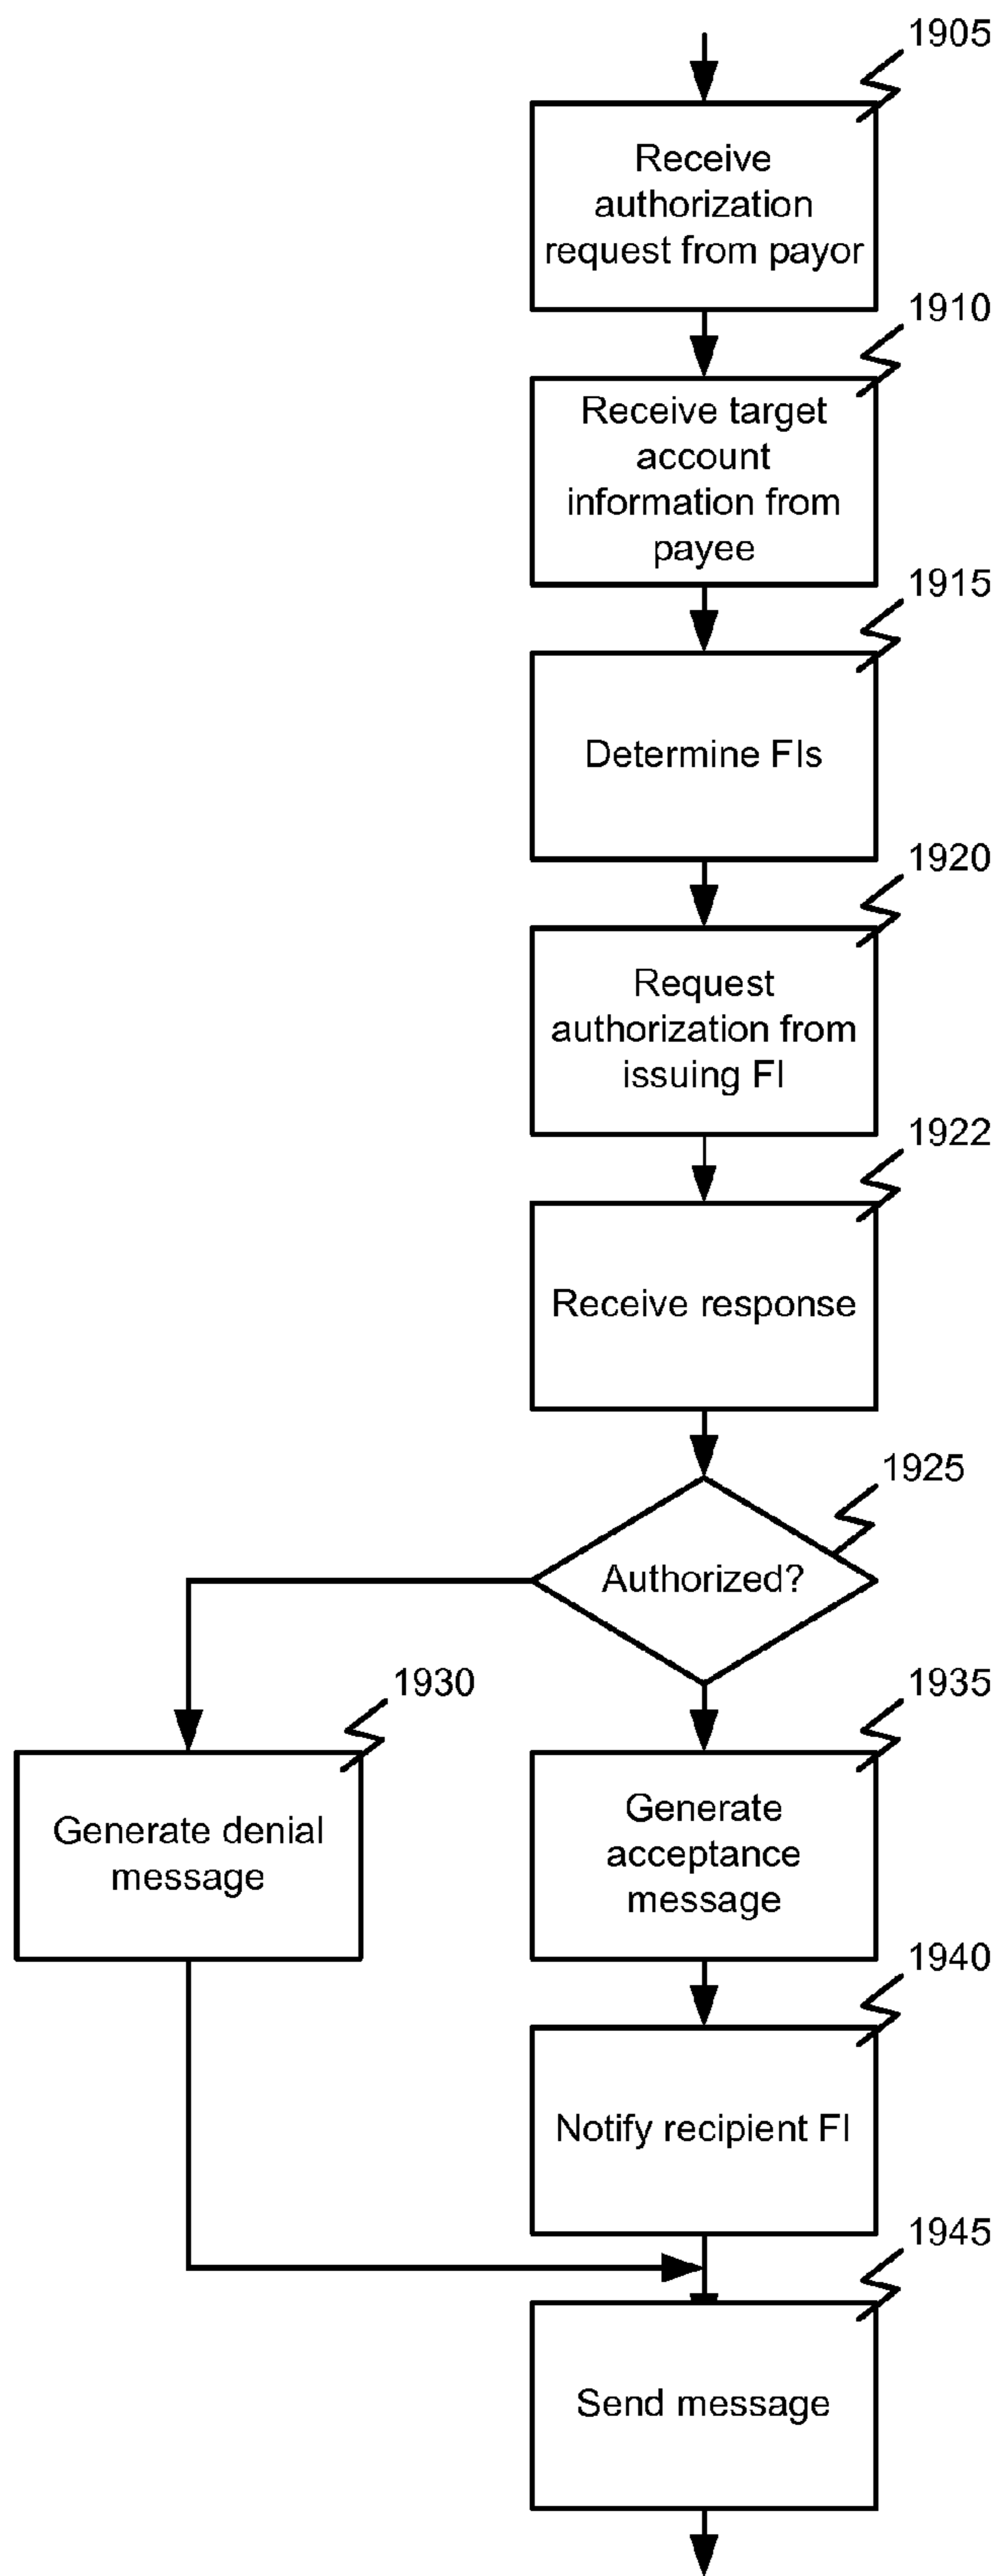 1905
Receive
authorization
request from payor
1910
Receive target
account
information from
payee
1915
Determine FIs
1920
Request
authorization from
issuing FI
1922
Receive response
1925
Authorized?
1930
Generate denial
message
1935
Generate
acceptance
message
1940
Notify recipient FI
1945
Send message